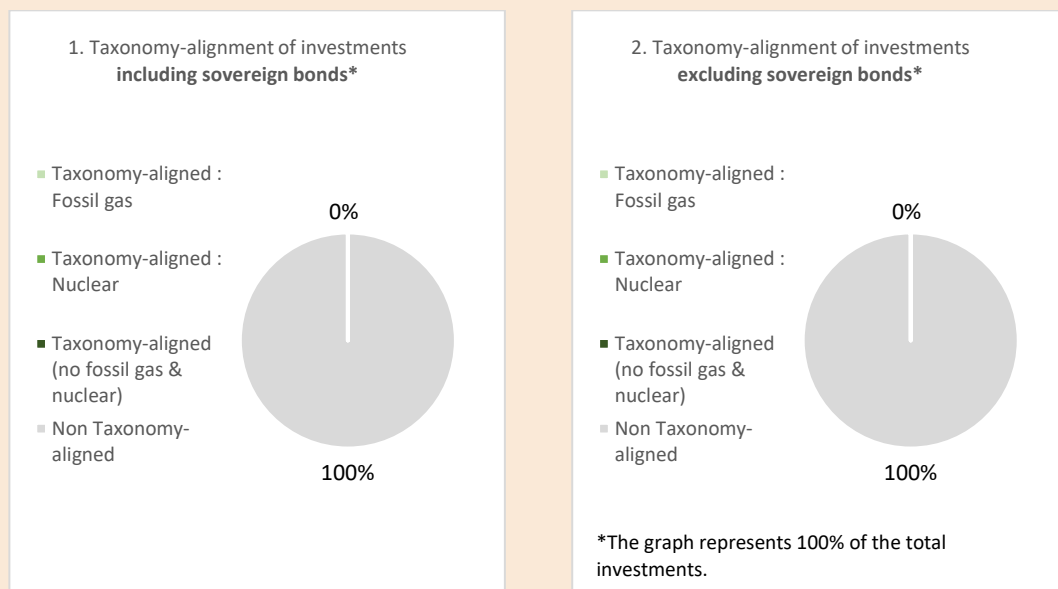 1. Taxonomy-alignment of investments
including sovereign bonds*
Taxonomy-aligned :
Fossil gas
Taxonomy-aligned :
Nuclear
Taxonomy-aligned
(no fossil gas &
nuclear)
Non Taxonomy-
aligned
0%
100%
2. Taxonomy-alignment of investments
excluding sovereign bonds*
Taxonomy-aligned :
Fossil gas
Taxonomy-aligned :
Nuclear
Taxonomy-aligned
(no fossil gas &
nuclear)
Non Taxonomy-
aligned
0%
100%
*The graph represents 100% of the total
investments.